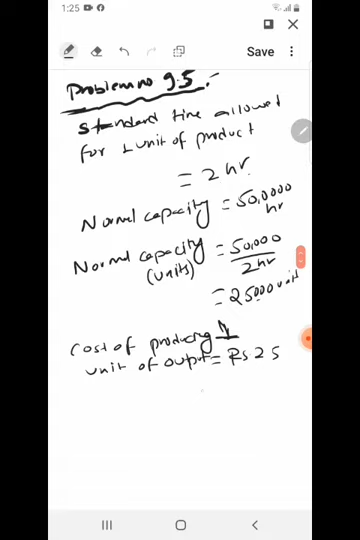 1:25
Save
Problem no 9.5 :-
Standard time allowed
for 1 unit of product
= 2 hr.
Normal capacity = 50,0000
hr
Normal capacity = 50,000
(units) 2hr
= 25000 unit
Cost of producing 1
unit of output = Rs 25